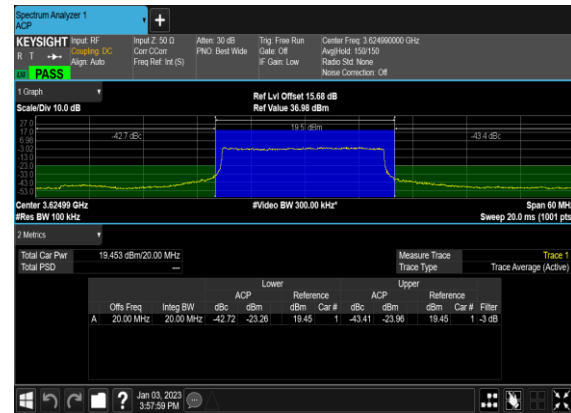 Spectrum Analyzer 1
ACP
KEYSIGHT Input: RF Input Z: 50 Ω Atten: 30 dB Trig: Free Run Center Freq: 3.624990000 GHz
R T Coupling: DC Corr CCorr PNO: Best Wide Gate: Off Avg|Hold: 150/150
Align: Auto Freq Ref: Int (S) IF Gain: Low Radio Std: None
PASS Noise Correction: Off
1 Graph Ref Lvl Offset 15.68 dB
Scale/Div 10.0 dB Ref Value 36.98 dBm
27.0 19.5 dBm
17.0 -42.7 dBc -43.4 dBc
6.98
-3.02
-13.0
-23.0
-33.0
-43.0
-53.0
Center 3.62499 GHz #Video BW 300.00 kHz* Span 60 MHz
#Res BW 100 kHz Sweep 20.0 ms (1001 pts
2 Metrics
Total Car Pwr 19.453 dBm/20.00 MHz Measure Trace Trace 1
Total PSD --- Trace Type Trace Average (Active)
Lower Upper
ACP Reference ACP Reference
Offs Freq Integ BW dBc dBm dBm Car # dBc dBm dBm Car # Filter
A 20.00 MHz 20.00 MHz -42.72 -23.26 19.45 1 -43.41 -23.96 19.45 1 -3 dB
? Jan 03, 2023
3:57:59 PM